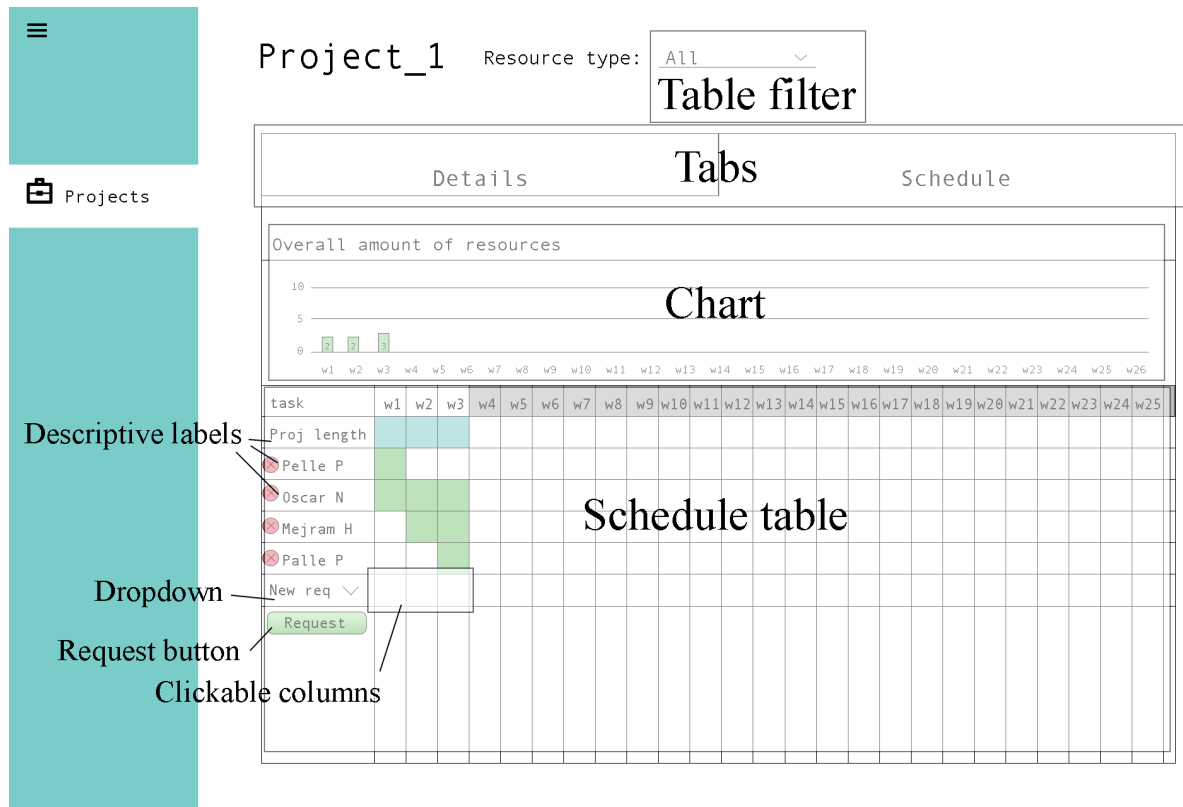 Project_1
Resource type:
All
Table filter
Projects
Tabs
Details
Schedule
Overall amount of resources
10
5
0
2 2 3
Chart
w1 w2 w3 w4 w5 w6 w7 w8 w9 w10 w11 w12 w13 w14 w15 w16 w17 w18 w19 w20 w21 w22 w23 w24 w25 w26
task w1 w2 w3 w4 w5 w6 w7 w8 w9 w10 w11 w12 w13 w14 w15 w16 w17 w18 w19 w20 w21 w22 w23 w24 w25
Descriptive labels
Proj length
Pelle P
Oscar N
Schedule table
Mejram H
Palle P
Dropdown
New req
Request
Request button
Clickable columns